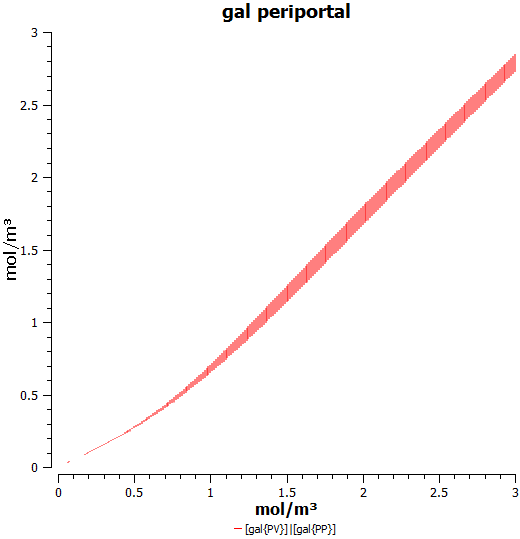 gal periportal
3
2.5
2
1.5
1
0.5
0
mol/m³
0 0.5 1 1.5 2 2.5 3
mol/m³
[gal{PV}]|[gal{PP}]